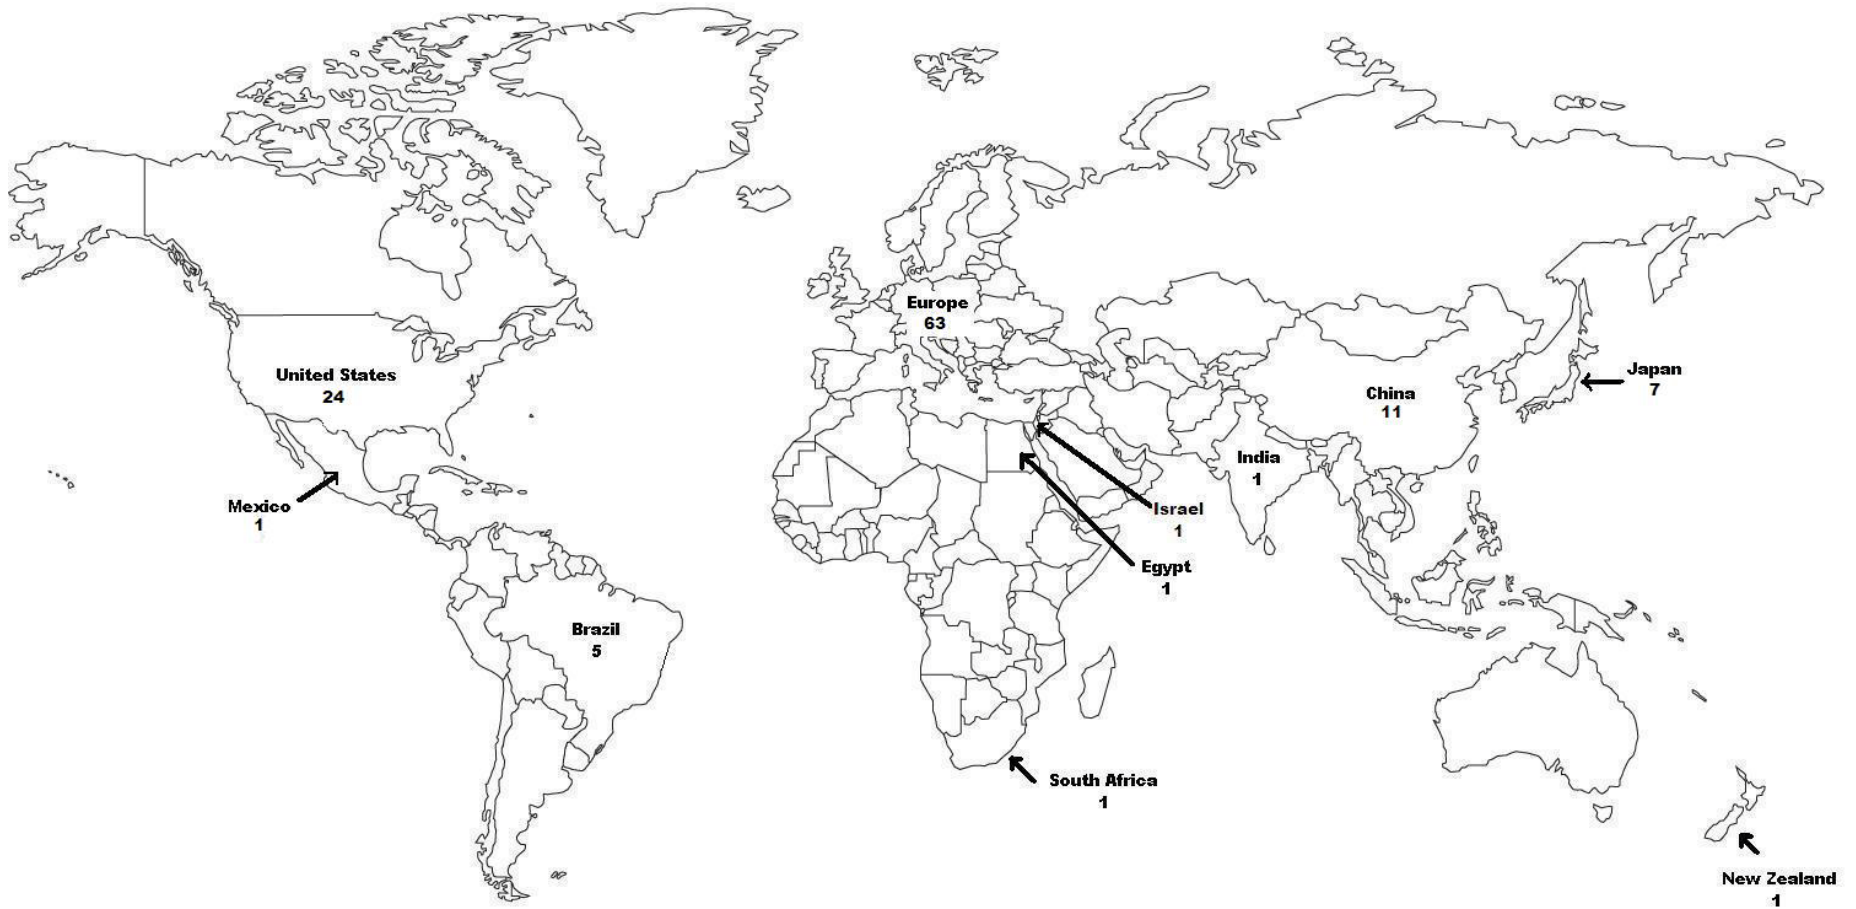 Europe
63
United States
24
Japan
7
China
11
India
1
Mexico
1
Israel
1
Egypt
1
Brazil
5
South Africa
1
New Zealand
1